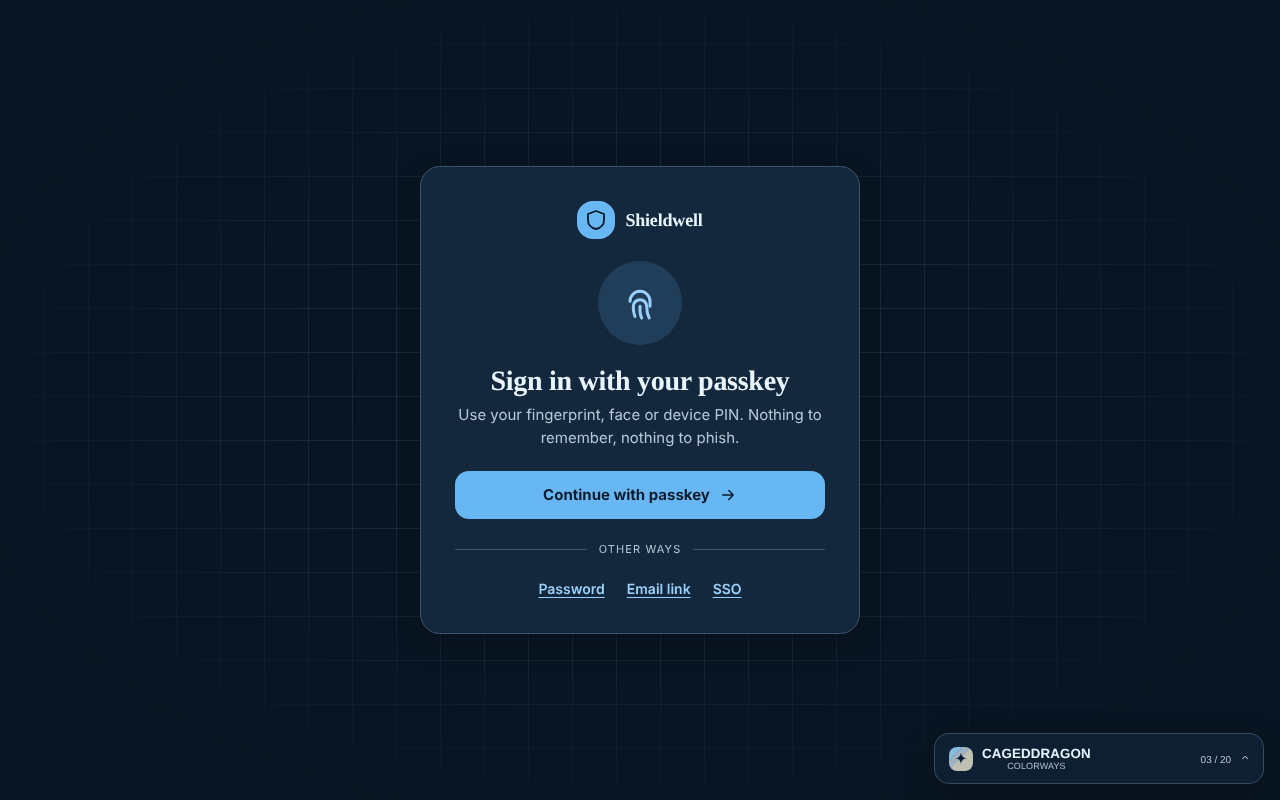 Shieldwell
Sign in with your passkey
Use your fingerprint, face or device PIN. Nothing to
remember, nothing to phish.
Continue with passkey →
OTHER WAYS
Password Email link SSO
CAGEDDRAGON
COLORWAYS
03 / 20